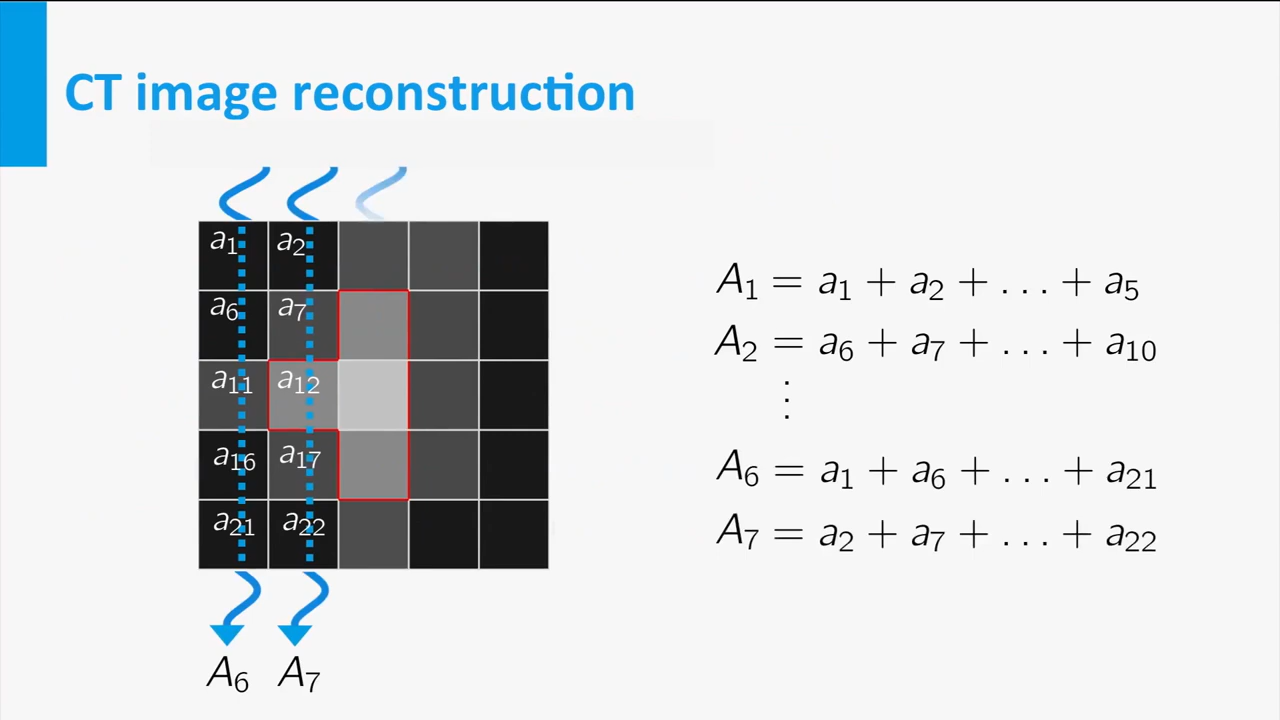 CT image reconstruction
a₁ a₂
a₆ a₇
a₁₁ a₁₂
a₁₆ a₁₇
a₂₁ a₂₂
A₆ A₇
A₁ = a₁ + a₂ + . . . + a₅
A₂ = a₆ + a₇ + . . . + a₁₀
⋮
A₆ = a₁ + a₆ + . . . + a₂₁
A₇ = a₂ + a₇ + . . . + a₂₂